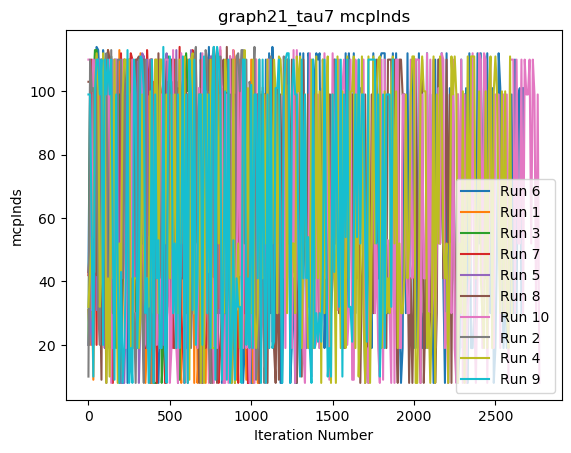 graph21_tau7 mcpInds
mcpInds
100
80
60
40
20
Run 6
Run 1
Run 3
Run 7
Run 5
Run 8
Run 10
Run 2
Run 4
Run 9
0 500 1000 1500 2000 2500
Iteration Number